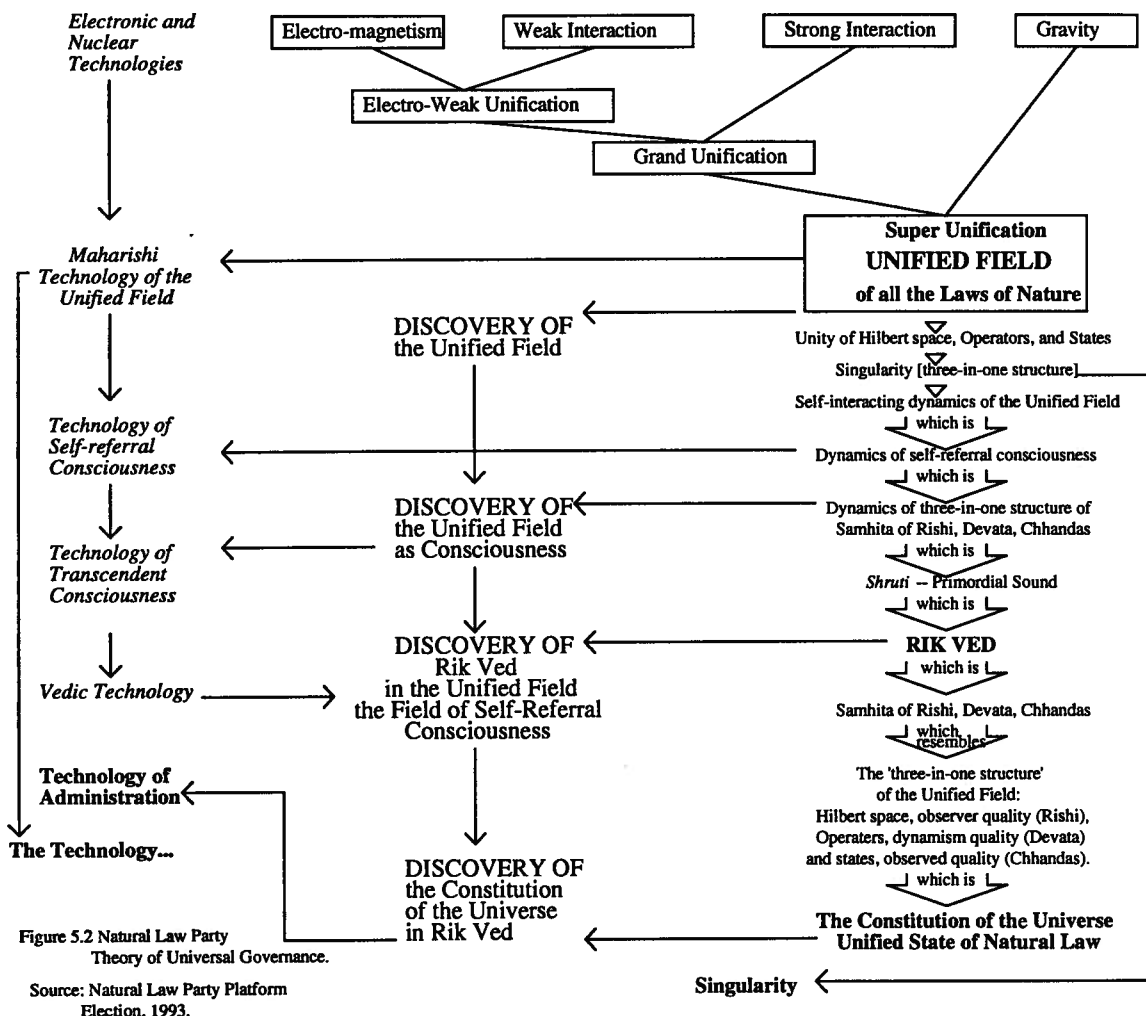 Electronic and
Nuclear
Technologies
Electro-magnetism
Weak Interaction
Strong Interaction
Gravity
Electro-Weak Unification
Grand Unification
Super Unification
UNIFIED FIELD
of all the Laws of Nature
Maharishi
Technology of the
Unified Field
DISCOVERY OF
the Unified Field
Unity of Hilbert space, Operators, and States
Singularity [three-in-one structure]
Self-interacting dynamics of the Unified Field
which is
Technology of
Self-referral
Consciousness
Dynamics of self-referral consciousness
which is
DISCOVERY OF
the Unified Field
as Consciousness
Dynamics of three-in-one structure of
Samhita of Rishi, Devata, Chhandas
which is
Technology of
Transcendent
Consciousness
Shruti -- Primordial Sound
which is
DISCOVERY OF
Rik Ved
in the Unified Field
the Field of Self-Referral
Consciousness
RIK VED
which is
Vedic Technology
Samhita of Rishi, Devata, Chhandas
which
resembles
Technology of
Administration
The 'three-in-one structure'
of the Unified Field:
Hilbert space, observer quality (Rishi),
Operaters, dynamism quality (Devata)
and states, observed quality (Chhandas).
which is
The Technology...
DISCOVERY OF
the Constitution
of the Universe
in Rik Ved
The Constitution of the Universe
Unified State of Natural Law
Figure 5.2 Natural Law Party
Theory of Universal Governance.
Singularity
Source: Natural Law Party Platform
Election, 1993.